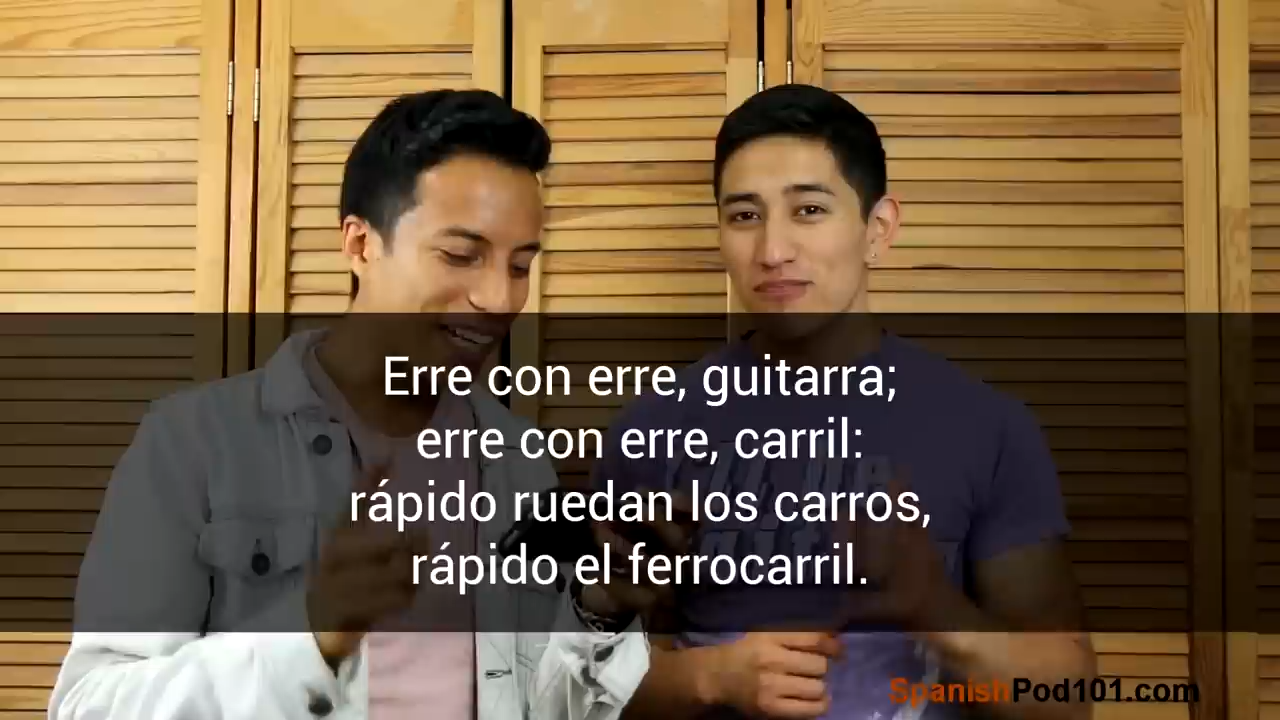 Erre con erre, guitarra;
erre con erre, carril:
rápido ruedan los carros,
rápido el ferrocarril.
SpanishPod101.com